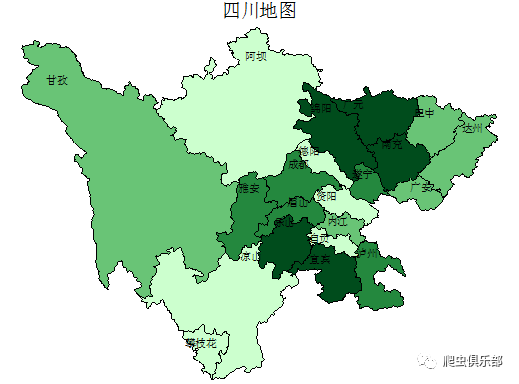 四川地图
阿坝
甘孜
绵阳
广元
巴中
达州
德阳
南充
成都
遂宁
广安
雅安
资阳
眉山
内江
乐山
自贡
泸州
凉山
宜宾
攀枝花
爬虫俱乐部